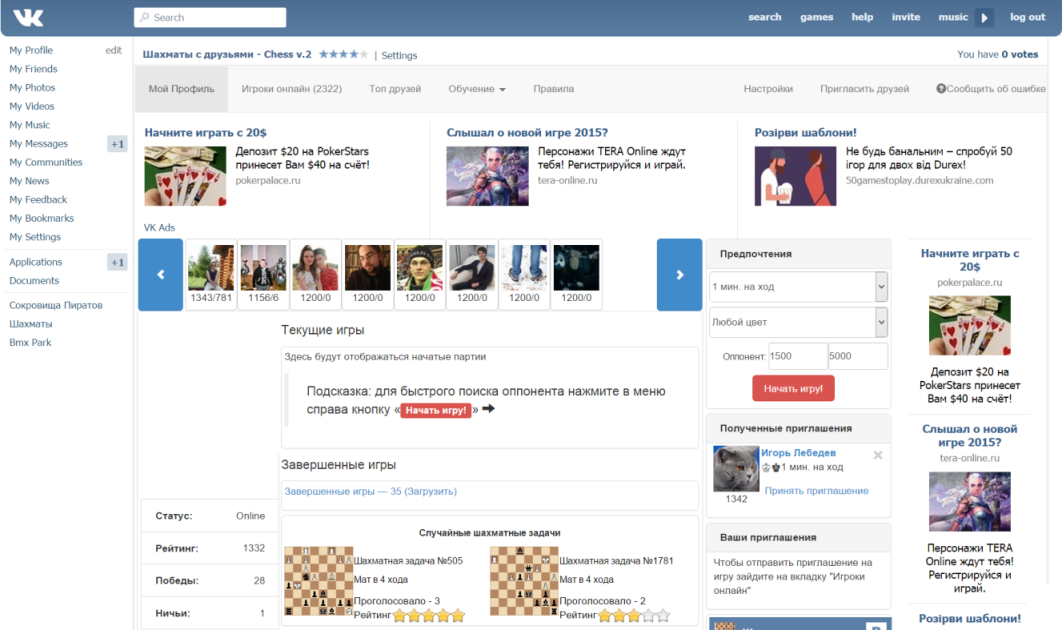 Search
search
games
help
invite
music
log out
My Profile
edit
My Friends
My Photos
My Videos
My Music
My Messages
+1
My Communities
My News
My Feedback
My Bookmarks
My Settings
Applications
+1
Documents
Сокровища Пиратов
Шахматы
Bmx Park
Шахматы с друзьями - Chess v.2
| Settings
You have 0 votes
Мой Профиль
Игроки онлайн (2322)
Топ друзей
Обучение
Правила
Настройки
Пригласить друзей
Сообщить об ошибке
Начните играть с 20$
Депозит $20 на PokerStars
принесет Вам $40 на счёт!
pokerpalace.ru
Слышал о новой игре 2015?
Персонажи TERA Online ждут
тебя! Регистрируйся и играй.
tera-online.ru
Розірви шаблони!
Не будь банальним – спробуй 50
ігор для двох від Durex!
50gamestoplay.durexukraine.com
VK Ads
1343/781
1156/6
1200/0
1200/0
1200/0
1200/0
1200/0
1200/0
Текущие игры
Здесь будут отображаться начатые партии
Подсказка: для быстрого поиска оппонента нажмите в меню
справа кнопку «Начать игру!»
Завершенные игры
Завершенные игры — 35 (Загрузить)
Статус:
Online
Рейтинг:
1332
Победы:
28
Ничьи:
1
Случайные шахматные задачи
Шахматная задача №505
Мат в 4 хода
Проголосовало - 3
Рейтинг
Шахматная задача №1781
Мат в 4 хода
Проголосовало - 2
Рейтинг
Предпочтения
1 мин. на ход
Любой цвет
Оппонент:
1500
5000
Начать игру!
Полученные приглашения
Игорь Лебедев
1 мин. на ход
1342
Принять приглашение
Ваши приглашения
Чтобы отправить приглашение на
игру зайдите на вкладку "Игроки
онлайн"
Начните играть с
20$
pokerpalace.ru
Депозит $20 на
PokerStars принесет
Вам $40 на счёт!
Слышал о новой
игре 2015?
tera-online.ru
Персонажи TERA
Online ждут тебя!
Регистрируйся и
играй.
Розірви шаблони!